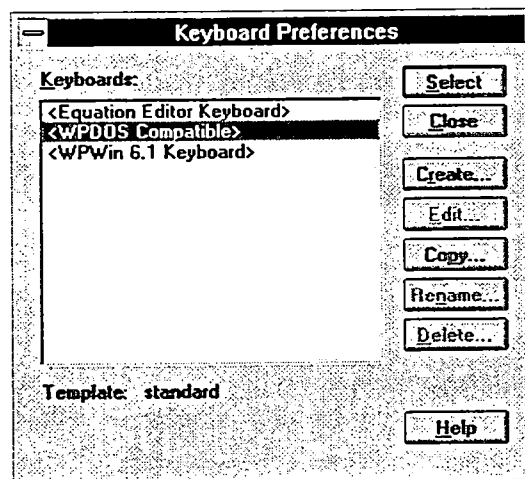 Keyboard Preferences
Keyboards:
<Equation Editor Keyboard>
<WPDOS Compatible>
<WPWin 6.1 Keyboard>
Template: standard
Select
Close
Create...
Edit...
Copy...
Rename...
Delete...
Help